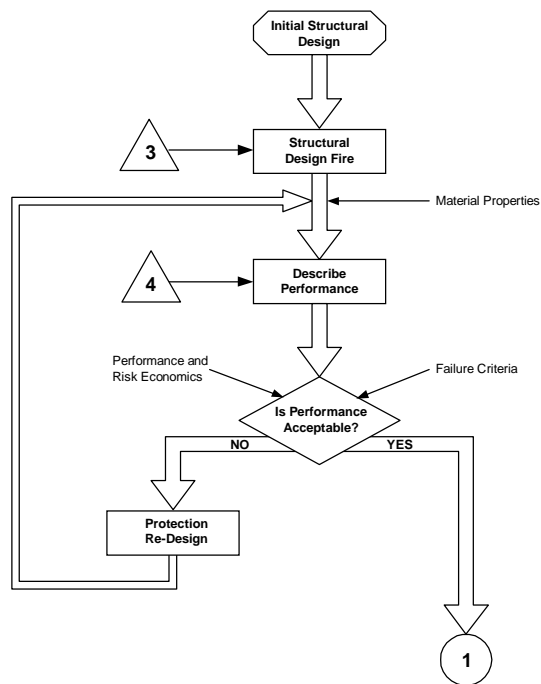 Initial Structural
Design
3
Structural
Design Fire
Material Properties
4
Describe
Performance
Performance and
Risk Economics
Failure Criteria
Is Performance
Acceptable?
NO
YES
Protection
Re-Design
1